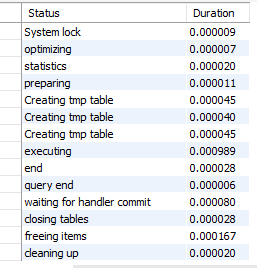 Status Duration
System lock 0.000009
optimizing 0.000007
statistics 0.000020
preparing 0.000011
Creating tmp table 0.000045
Creating tmp table 0.000040
Creating tmp table 0.000045
executing 0.000989
end 0.000028
query end 0.000006
waiting for handler commit 0.000080
closing tables 0.000028
freeing items 0.000167
cleaning up 0.000020